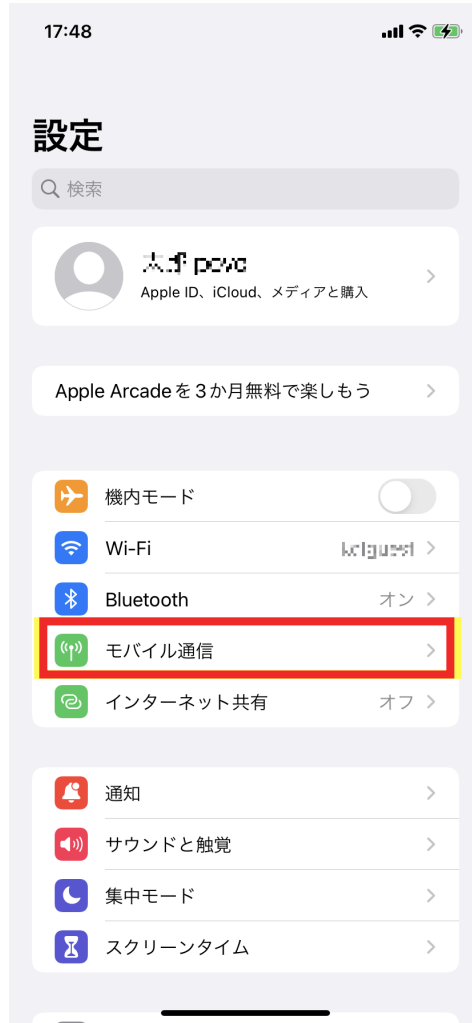 17:48
設定
検索
Apple ID、iCloud、メディアと購入
Apple Arcadeを3か月無料で楽しもう
機内モード
Wi-Fi
Bluetooth オン
モバイル通信
インターネット共有 オフ
通知
サウンドと触覚
集中モード
スクリーンタイム